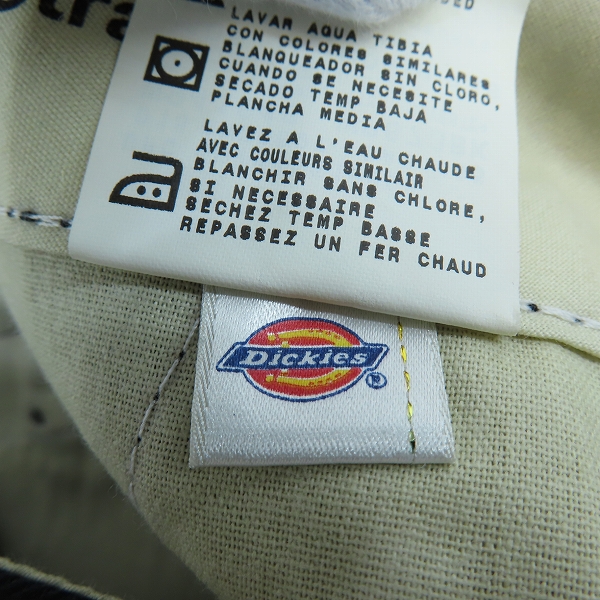 LAVAR AQUA TIBIA
CON COLORES SIMILARES
BLANQUEADOR SIN CLORO,
CUANDO SE NECESITE
SECADO TEMP BAJA
PLANCHA MEDIA
LAVEZ A L'EAU CHAUDE
AVEC COULEURS SIMILAIR
BLANCHIR SANS CHLORE,
SI NECESSAIRE
SECHEZ TEMP BASSE
REPASSEZ UN FER CHAUD
Dickies
®